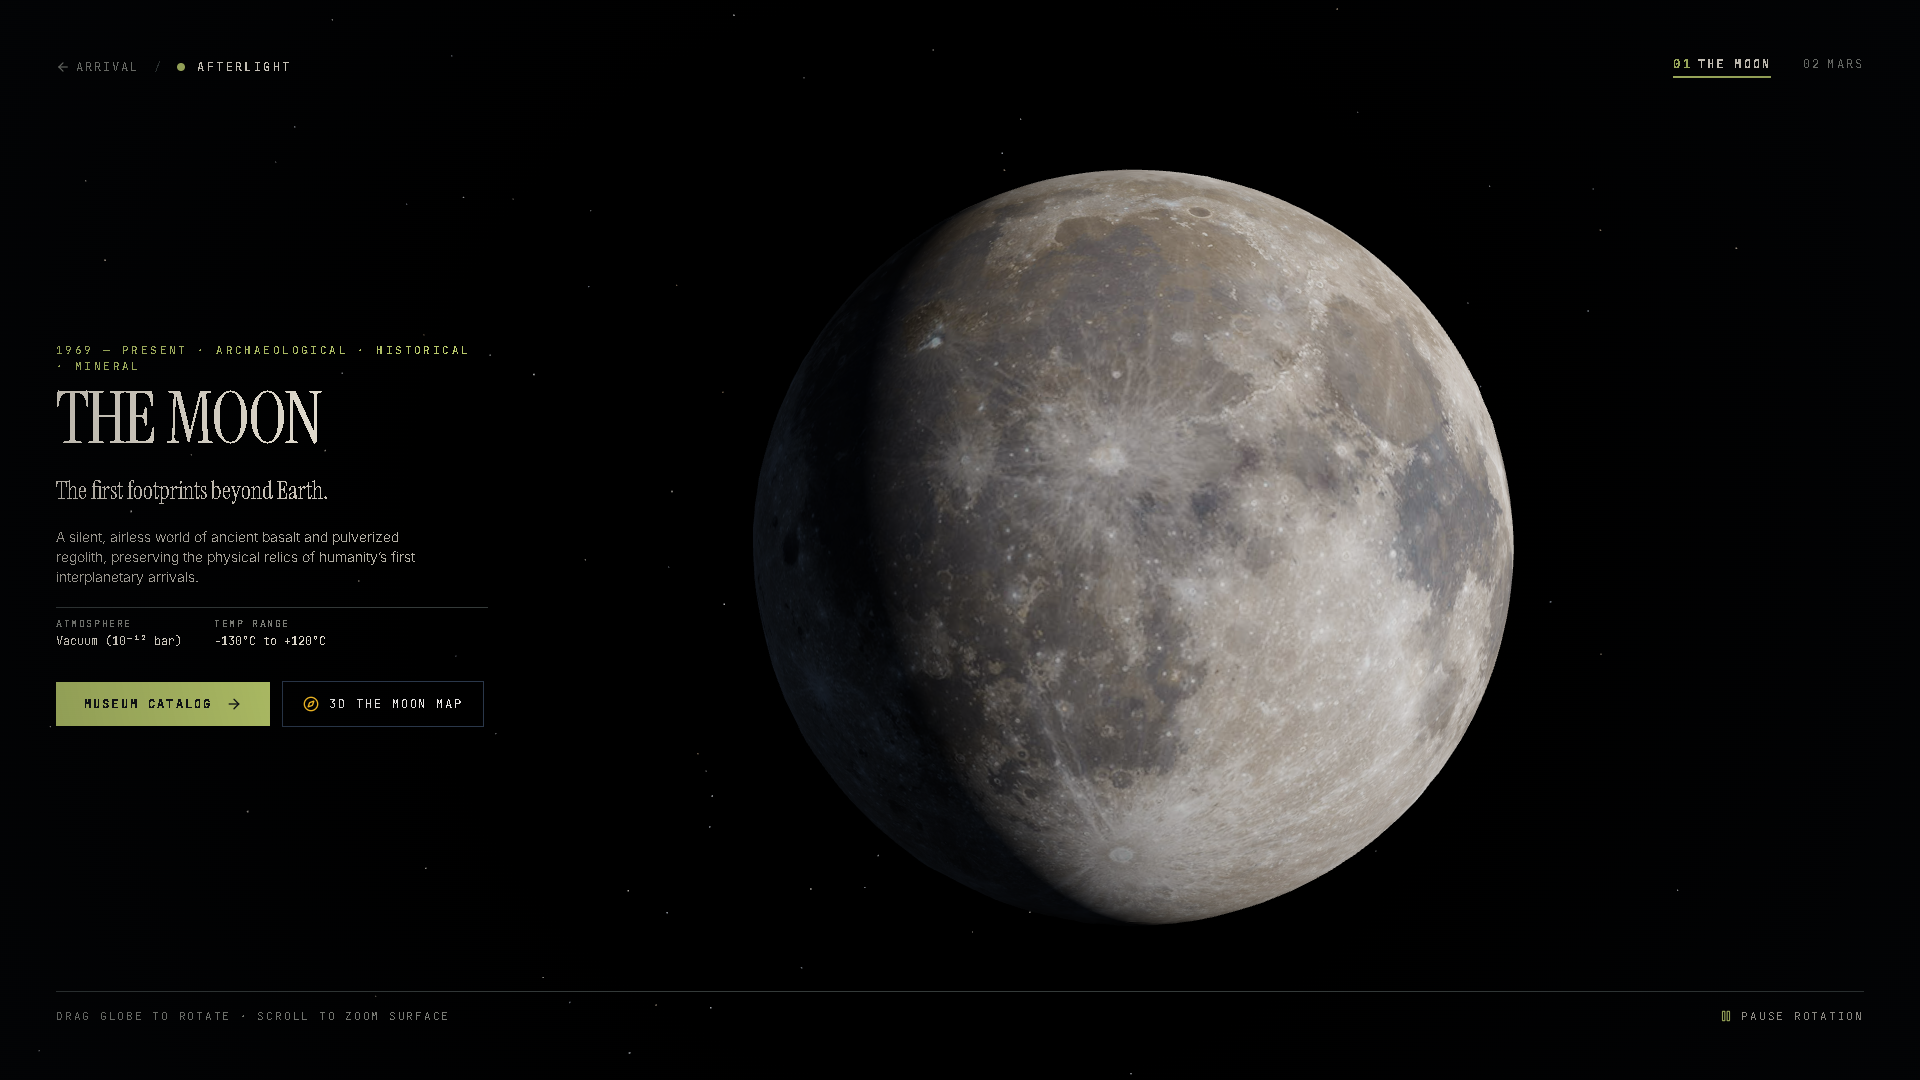 ← ARRIVAL / ● AFTERLIGHT
01 THE MOON 02 MARS
1969 — PRESENT · ARCHAEOLOGICAL · HISTORICAL
· MINERAL
THE MOON
The first footprints beyond Earth.
A silent, airless world of ancient basalt and pulverized
regolith, preserving the physical relics of humanity’s first
interplanetary arrivals.
ATMOSPHERE TEMP RANGE
Vacuum (10⁻¹² bar) -130°C to +120°C
MUSEUM CATALOG → 3D THE MOON MAP
DRAG GLOBE TO ROTATE · SCROLL TO ZOOM SURFACE
PAUSE ROTATION